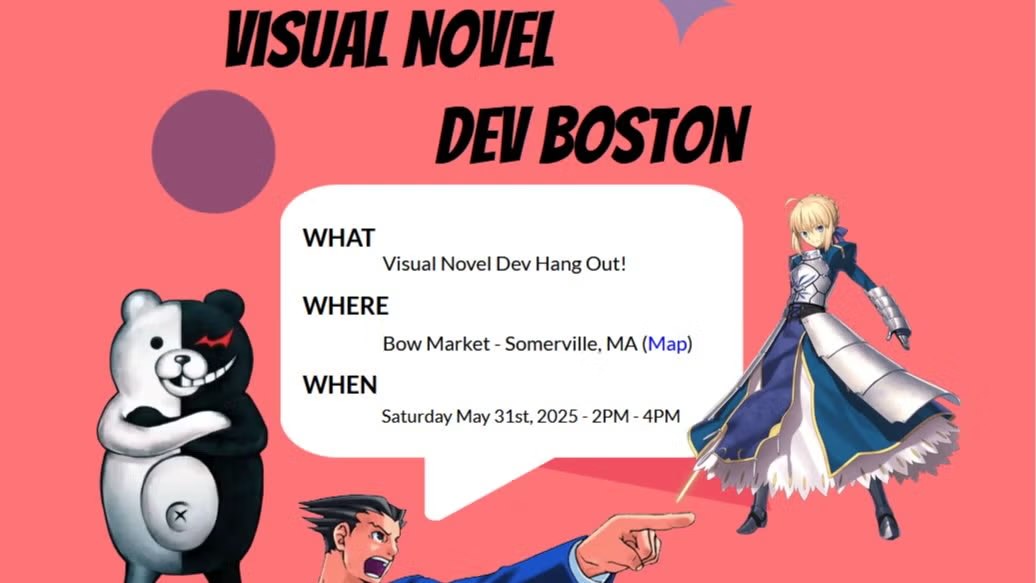 VISUAL NOVEL
DEV BOSTON
WHAT
Visual Novel Dev Hang Out!
WHERE
Bow Market - Somerville, MA (Map)
WHEN
Saturday May 31st, 2025 - 2PM - 4PM